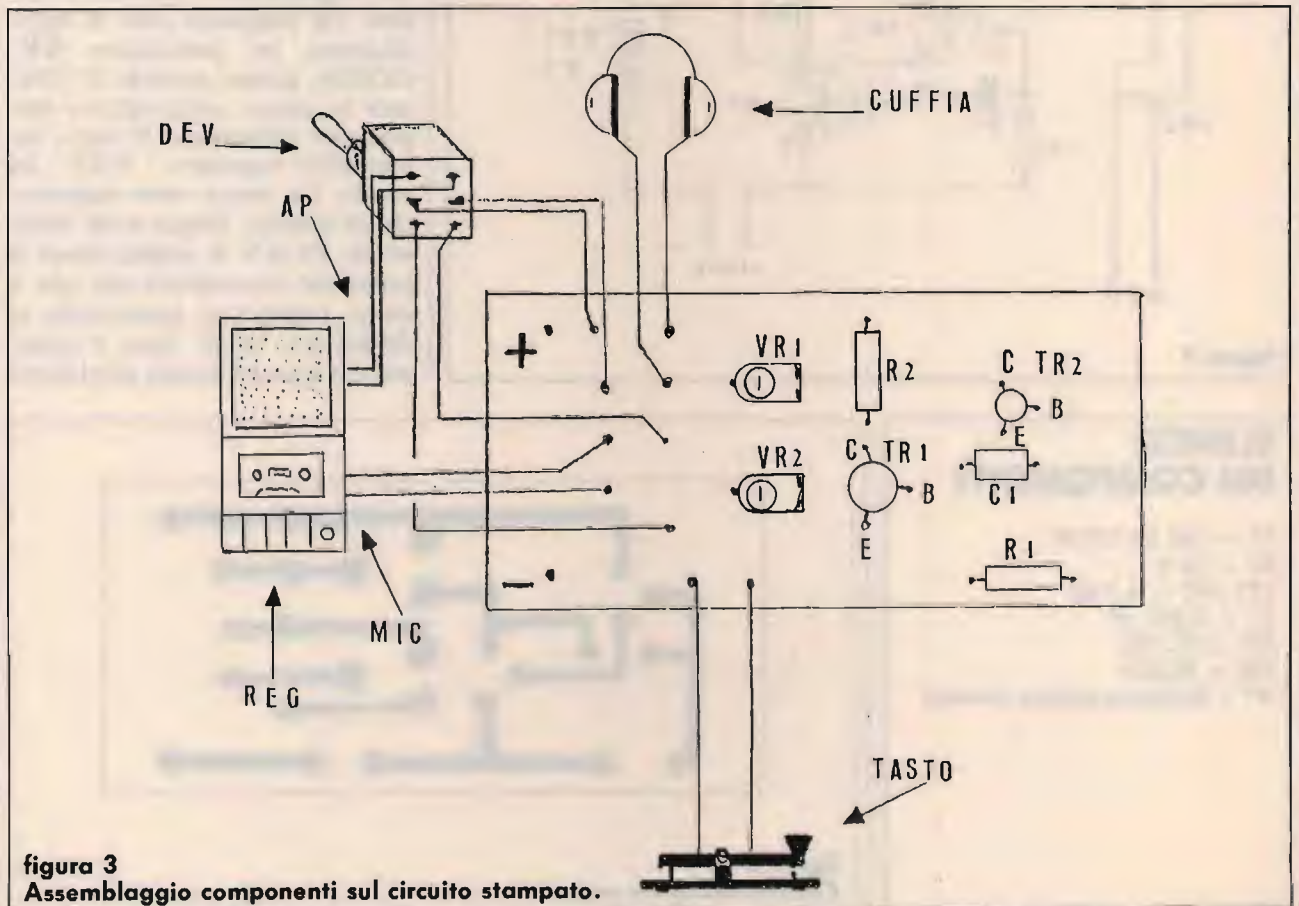 CUFFIA
DEV
AP
+
VR1
R2
C TR2
B
E
VR2
C TR1
B
E
C1
R1
-
MIC
REG
TASTO
figura 3
Assemblaggio componenti sul circuito stampato.